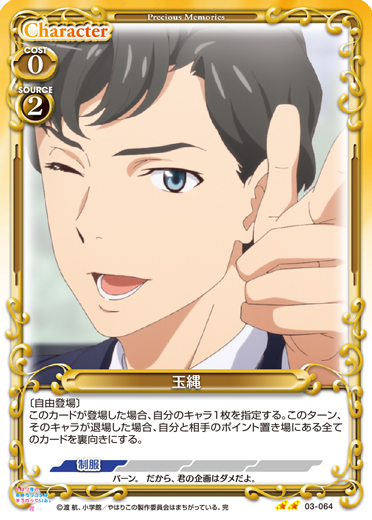 Precious Memories
Character
COST
0
SOURCE
2
玉縄
〔自由登場〕
このカードが登場した場合、自分のキャラ1枚を指定する。このターン、
そのキャラが退場した場合、自分と相手のポイント置き場にある全て
のカードを裏向きにする。
制服
バーン。 だから、君の企画はダメだよ。
©渡 航、小学館／やはりこの製作委員会はまちがっている。完
03-064